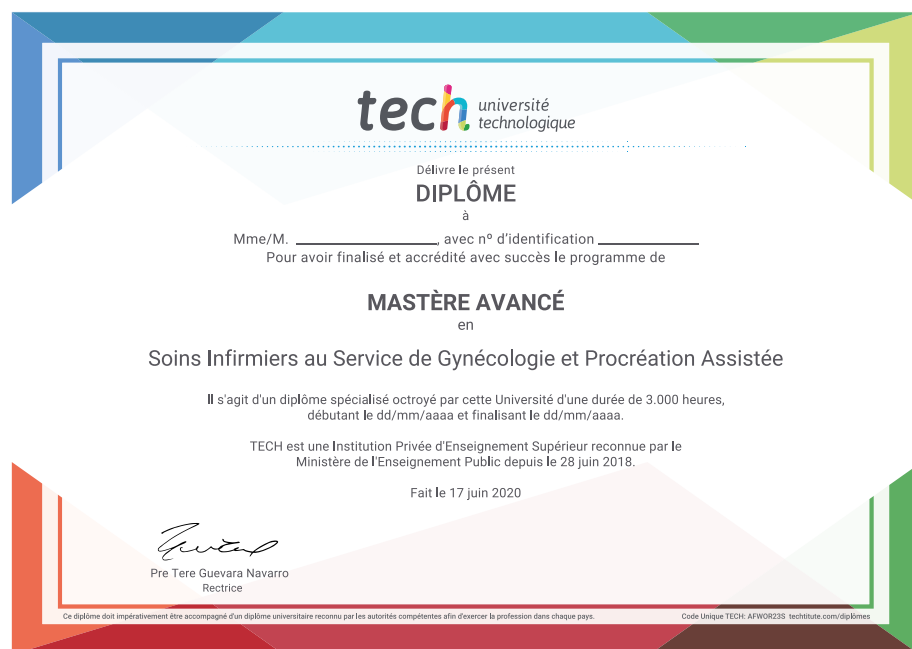 tech université
technologique
Délivre le présent
DIPLÔME
à
Mme/M. ____________________, avec nº d'identification ______________
Pour avoir finalisé et accrédité avec succès le programme de
MASTÈRE AVANCÉ
en
Soins Infirmiers au Service de Gynécologie et Procréation Assistée
Il s'agit d'un diplôme spécialisé octroyé par cette Université d'une durée de 3.000 heures,
débutant le dd/mm/aaaa et finalisant le dd/mm/aaaa.
TECH est une Institution Privée d'Enseignement Supérieur reconnue par le
Ministère de l'Enseignement Public depuis le 28 juin 2018.
Fait le 17 juin 2020
Pre Tere Guevara Navarro
Rectrice
Ce diplôme doit impérativement être accompagné d'un diplôme universitaire reconnu par les autorités compétentes afin d'exercer la profession dans chaque pays.
Code Unique TECH: AFWOR23S techtitute.com/diplômes